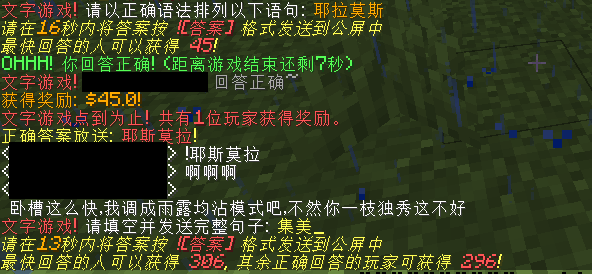 文字游戏! 请以正确语法排列以下语句: 耶拉莫斯
请在16秒内将答案按 ![答案] 格式发送到公屏中
最快回答的人可以获得 45!
OHHH! 你回答正确! (距离游戏结束还剩7秒)
文字游戏! 回答正确~
获得奖励: $45.0!
文字游戏点到为止! 共有1位玩家获得奖励。
正确答案放送: 耶斯莫拉!
< > !耶斯莫拉
< > 啊啊啊
< >
卧槽这么快,我调成雨露均沾模式吧,不然你一枝独秀这不好
文字游戏! 请填空并发送完整句子: 集美_
请在13秒内将答案按 ![答案] 格式发送到公屏中
最快回答的人可以获得 306, 其余正确回答的玩家可获得 296!